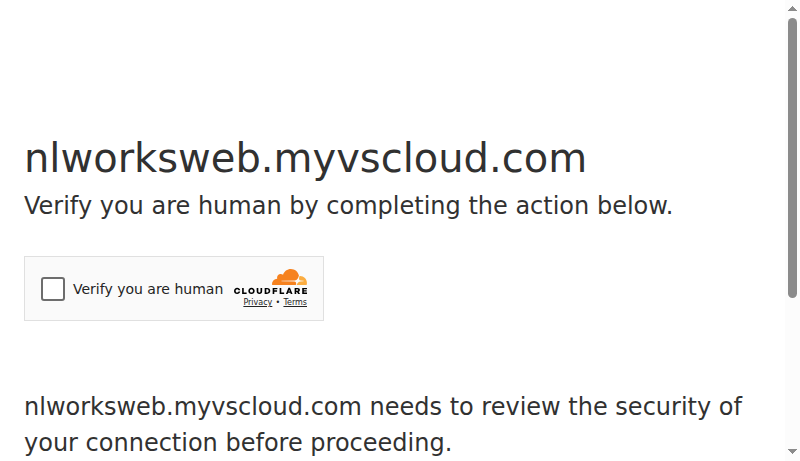 nlworksweb.myvscloud.com
Verify you are human by completing the action below.
Verify you are human
CLOUDFLARE
Privacy • Terms
nlworksweb.myvscloud.com needs to review the security of
your connection before proceeding.